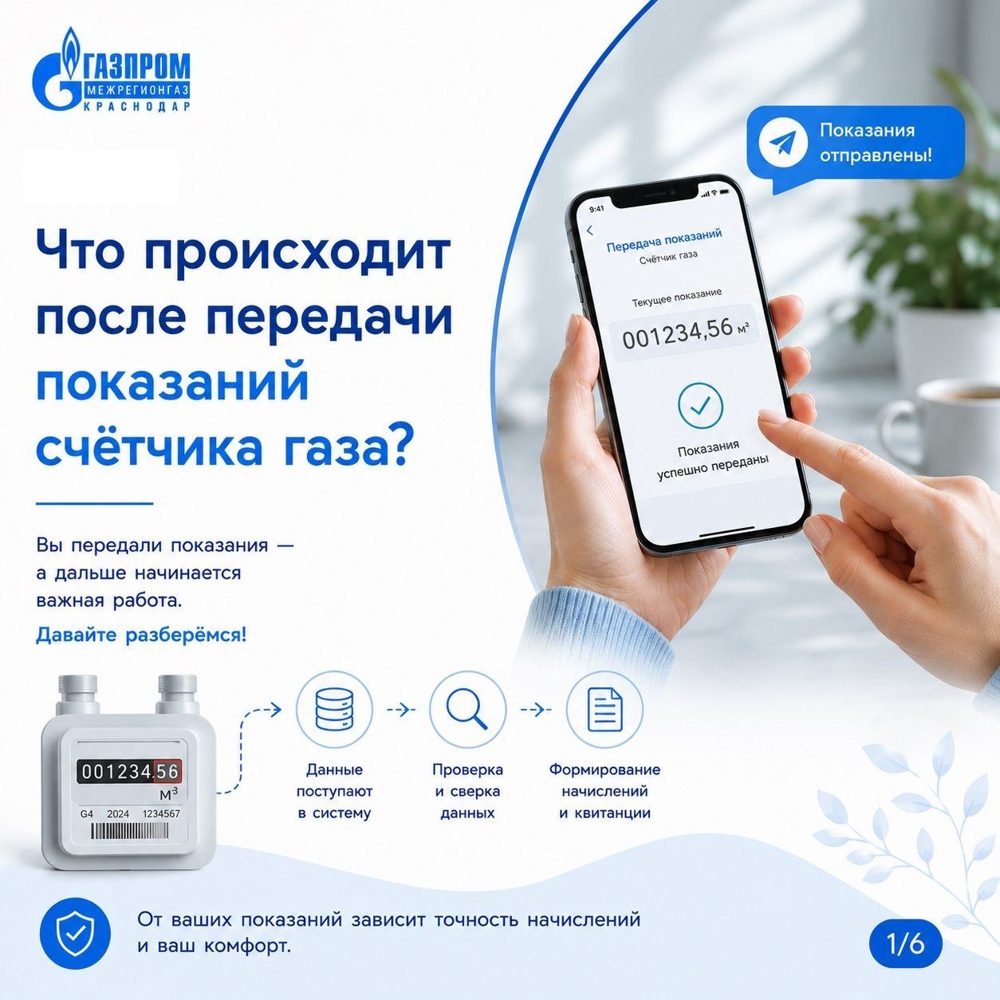 ГАЗПРОМ
МЕЖРЕГИОНГАЗ
КРАСНОДАР
Показания
отправлены!
9:41
Передача показаний
Счётчик газа
Текущее показание
001234,56 м³
Показания
успешно переданы
Что происходит
после передачи
показаний
счётчика газа?
Вы передали показания —
а дальше начинается
важная работа.
Давайте разберёмся!
001234.56
М³
G4 2024 1234567
Данные
поступают
в систему
Проверка
и сверка
данных
Формирование
начислений
и квитанции
От ваших показаний зависит точность начислений
и ваш комфорт.
1/6